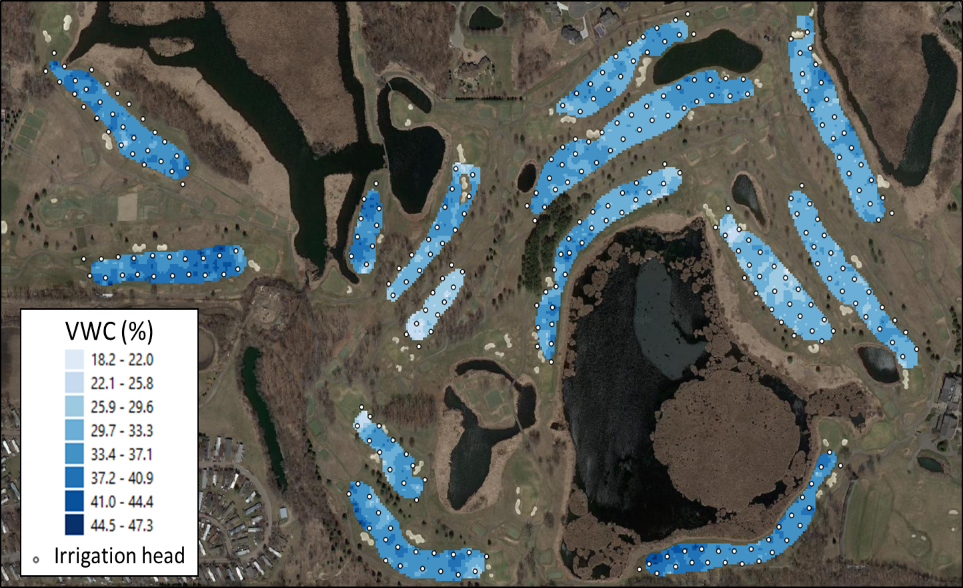 VWC (%)
18.2 - 22.0
22.1 - 25.8
25.9 - 29.6
29.7 - 33.3
33.4 - 37.1
37.2 - 40.9
41.0 - 44.4
44.5 - 47.3
Irrigation head